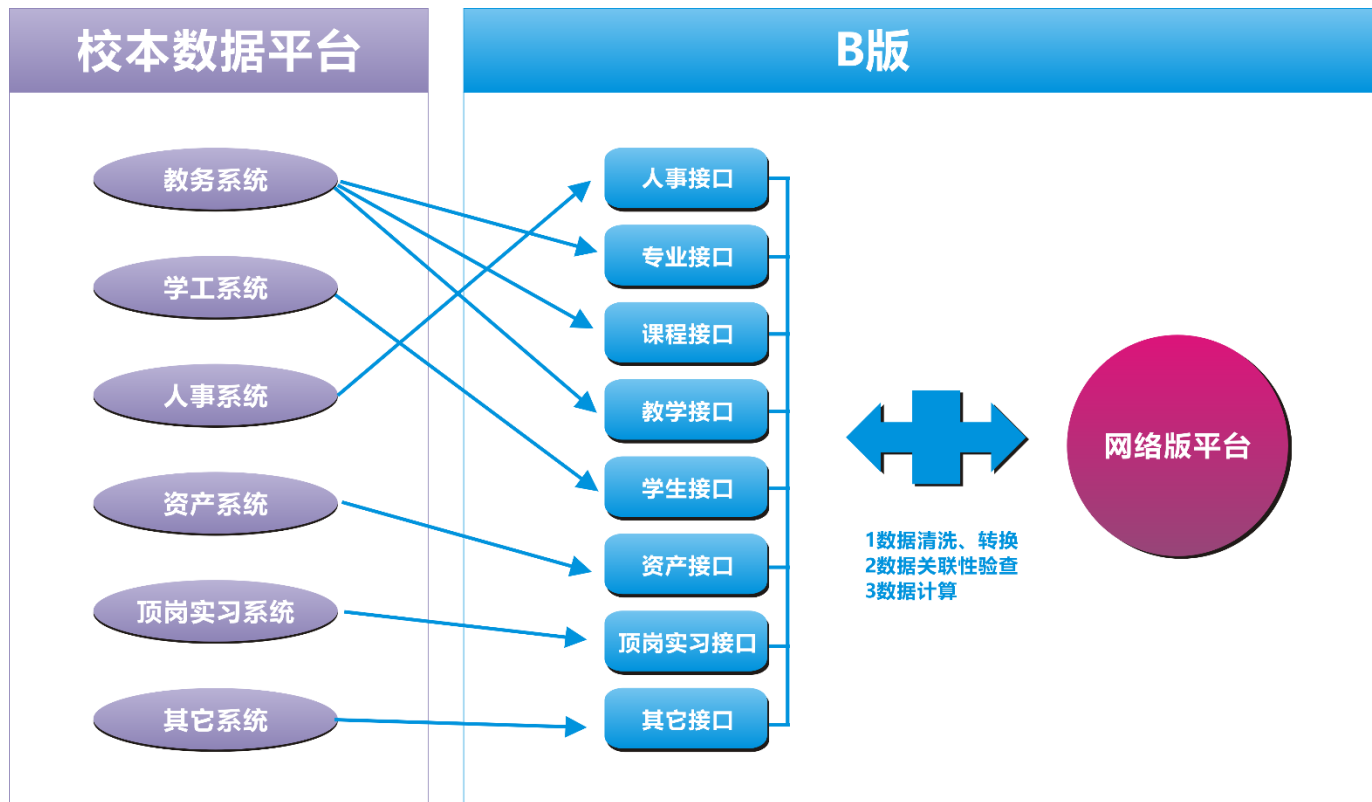 校本数据平台
B版
教务系统
学工系统
人事系统
资产系统
顶岗实习系统
其它系统
人事接口
专业接口
课程接口
教学接口
学生接口
资产接口
顶岗实习接口
其它接口
1数据清洗、转换
2数据关联性验查
3数据计算
网络版平台